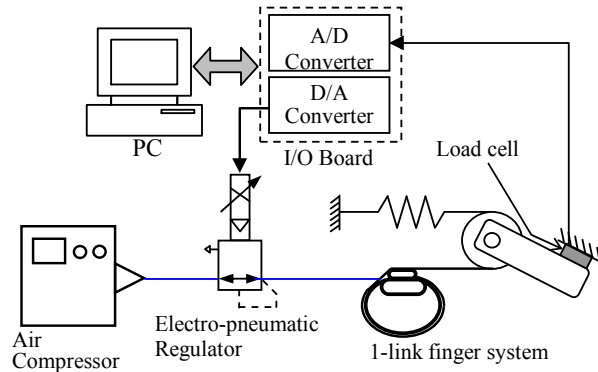 A/D
Converter
D/A
Converter
PC
I/O Board
Load cell
Electro-pneumatic
Regulator
Air
Compressor
1-link finger system